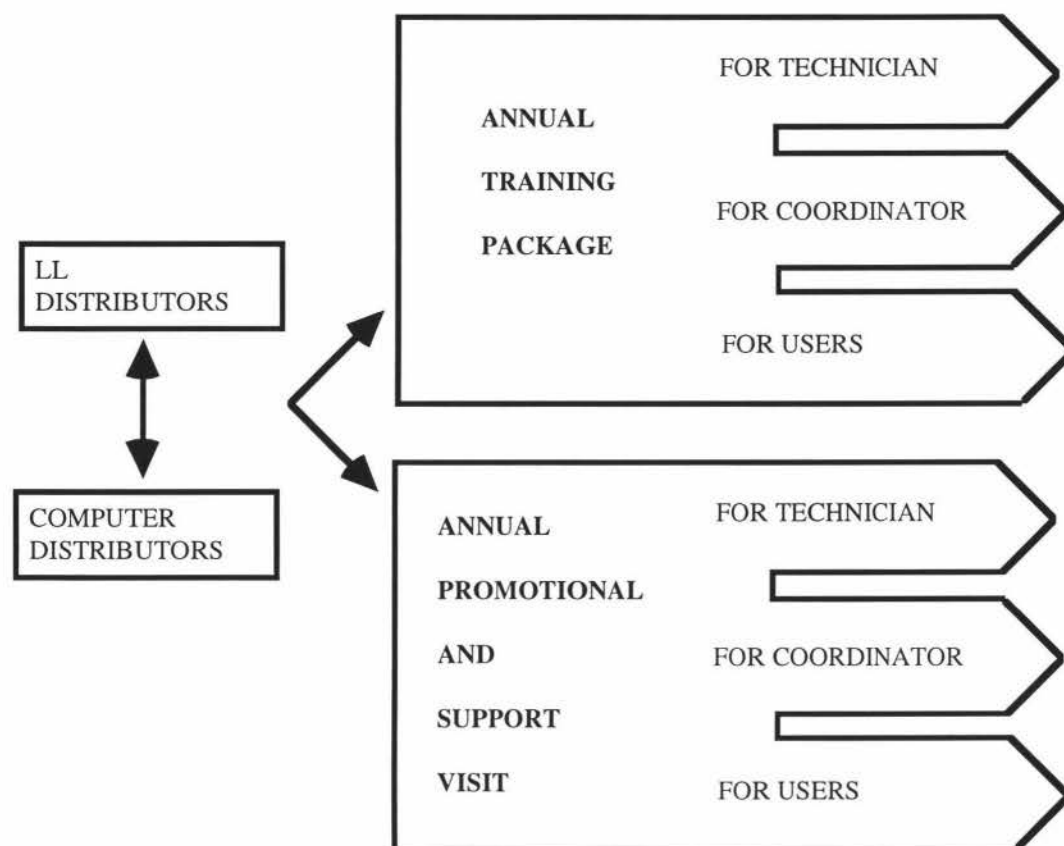 LL
DISTRIBUTORS
COMPUTER
DISTRIBUTORS
ANNUAL
TRAINING
PACKAGE
FOR TECHNICIAN
FOR COORDINATOR
FOR USERS
ANNUAL
PROMOTIONAL
AND
SUPPORT
VISIT
FOR TECHNICIAN
FOR COORDINATOR
FOR USERS